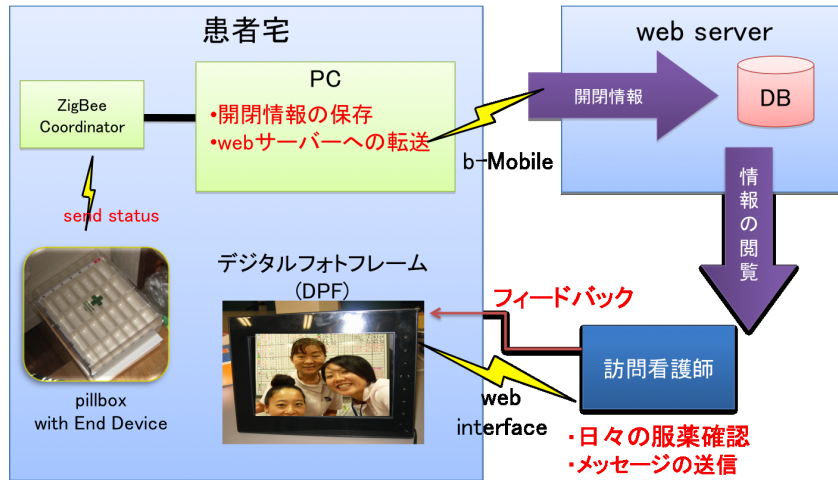 患者宅
ZigBee
Coordinator
PC
•開閉情報の保存
•webサーバーへの転送
send status
pillbox
with End Device
デジタルフォトフレーム
(DPF)
b-Mobile
web server
開閉情報
DB
情報の閲覧
フィードバック
訪問看護師
web
interface
・日々の服薬確認
・メッセージの送信